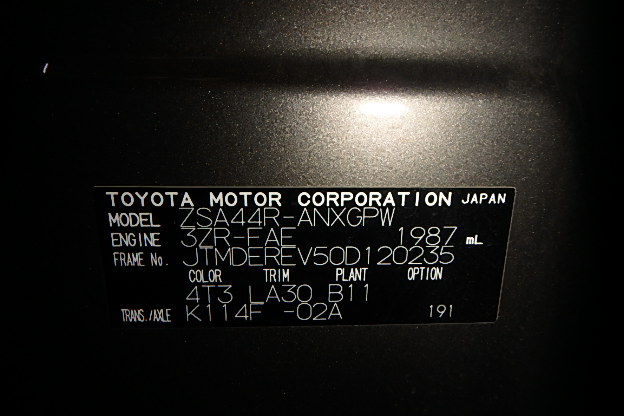 TOYOTA MOTOR CORPORATION JAPAN
MODEL ZSA44R-ANXGPW
ENGINE 3ZR-FAE 1987 mL
FRAME No. JTMDEREV50D120235
COLOR TRIM PLANT OPTION
4T3 LA30 B11
TRANS./AXLE K114F -02A 191